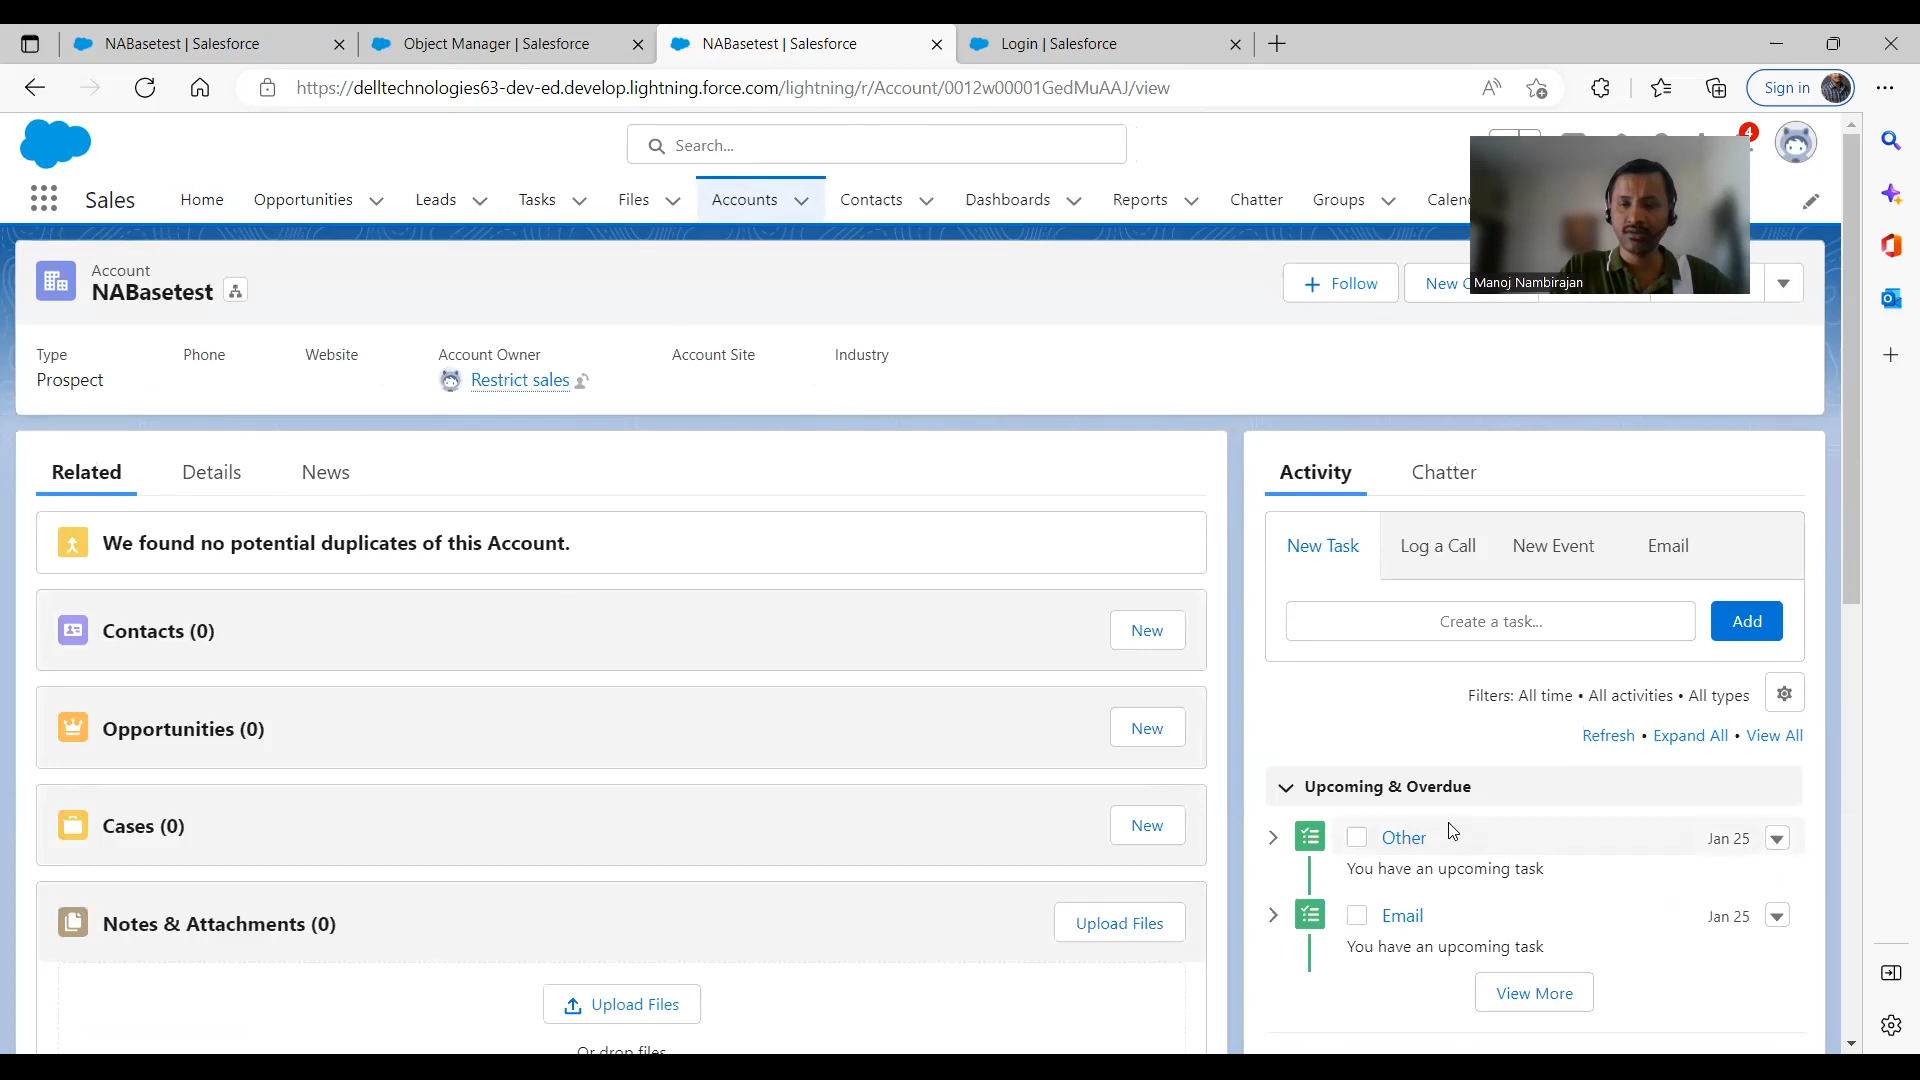 NABasetest | Salesforce
Object Manager | Salesforce
NABasetest | Salesforce
Login | Salesforce
https://delltechnologies63-dev-ed.develop.lightning.force.com/lightning/r/Account/0012w00001GedMuAAJ/view
Sign in
Search...
4
Sales
Home
Opportunities
Leads
Tasks
Files
Accounts
Contacts
Dashboards
Reports
Chatter
Groups
Manoj Nambirajan
Account
NABasetest
Follow
New
Type
Phone
Website
Account Owner
Account Site
Industry
Prospect
Restrict sales
Related
Details
News
We found no potential duplicates of this Account.
Contacts (0)
New
Opportunities (0)
New
Cases (0)
New
Notes & Attachments (0)
Upload Files
Upload Files
Or drop files
Activity
Chatter
New Task
Log a Call
New Event
Email
Create a task...
Add
Filters: All time • All activities • All types
Refresh • Expand All • View All
Upcoming & Overdue
Other
Jan 25
You have an upcoming task
Email
Jan 25
You have an upcoming task
View More